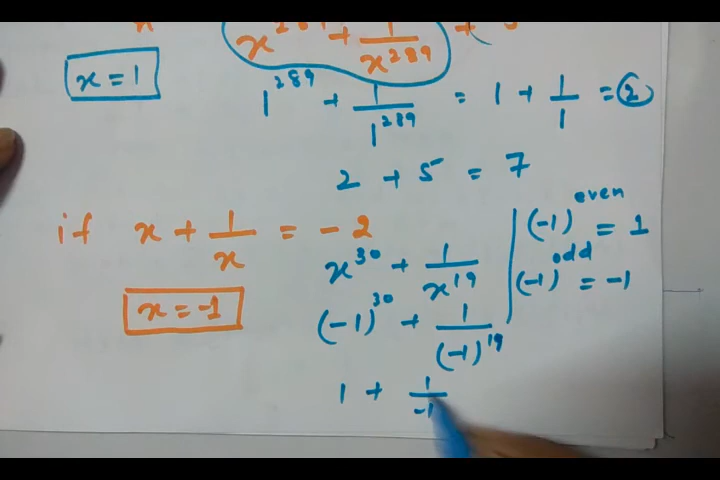 x^289 + 1/x^289 +
x = 1
1^289 + 1/1^289 = 1 + 1/1 = 2
2 + 5 = 7
if x + 1/x = -2
x = -1
x^30 + 1/x^19
(-1)^30 + 1/(-1)^19
1 + 1/-1
(-1)^even = 1
(-1)^odd = -1